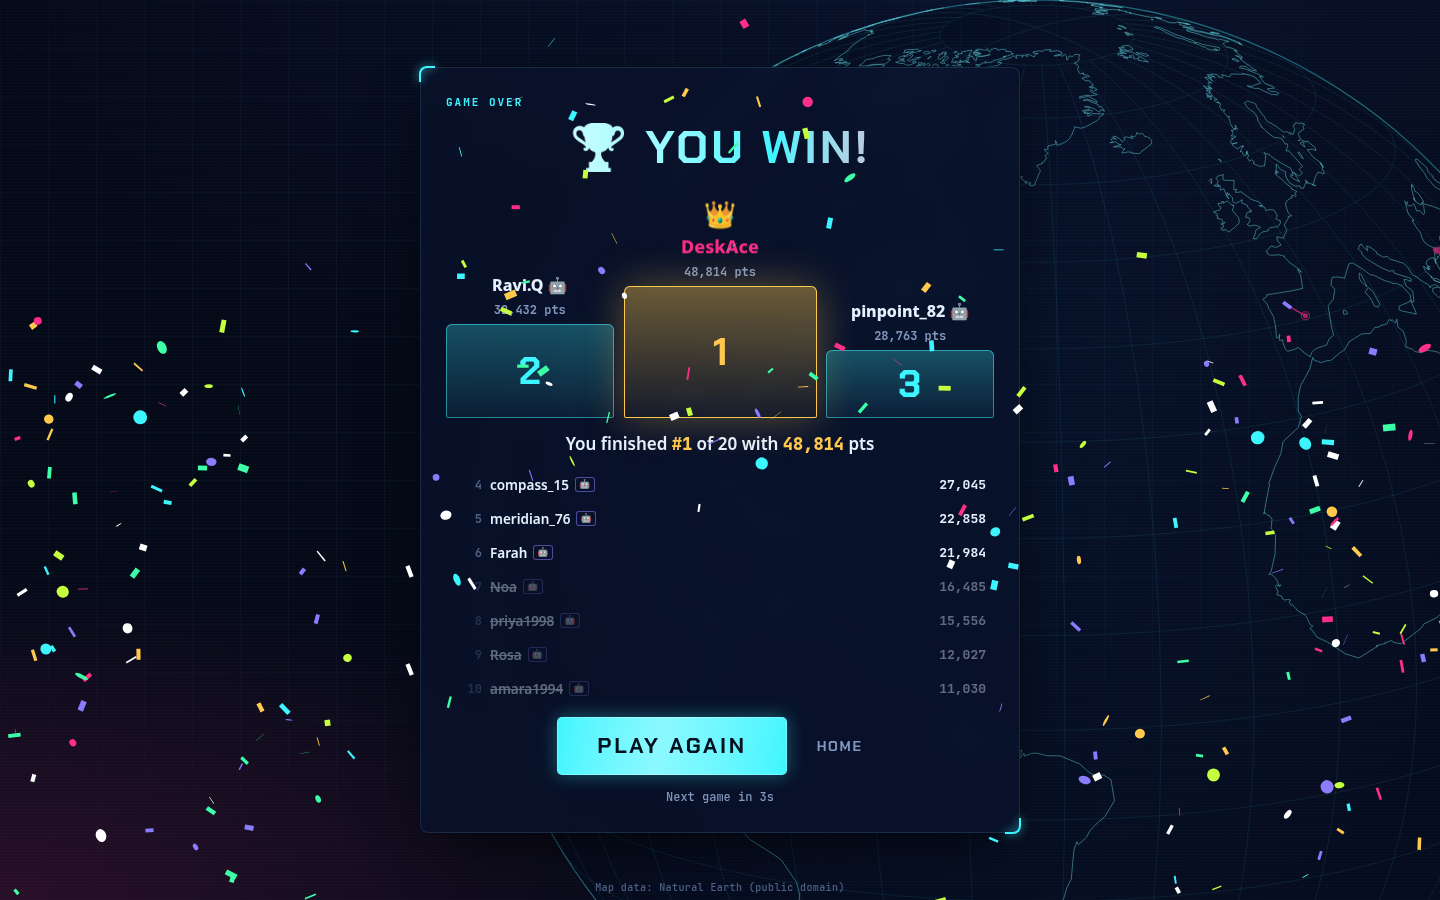 GAME OVER
🏆 YOU WIN!
👑
DeskAce
48,814 pts
Ravi.Q 🤖
432 pts
pinpoint_82 🤖
28,763 pts
1
2
3
You finished #1 of 20 with 48,814 pts
4 compass_15 🤖 27,045
5 meridian_76 🤖 22,858
6 Farah 🤖 21,984
7 Noa 🤖 16,485
8 priya1998 🤖 15,556
9 Rosa 🤖 12,027
10 amara1994 🤖 11,030
PLAY AGAIN
HOME
Next game in 3s
Map data: Natural Earth (public domain)